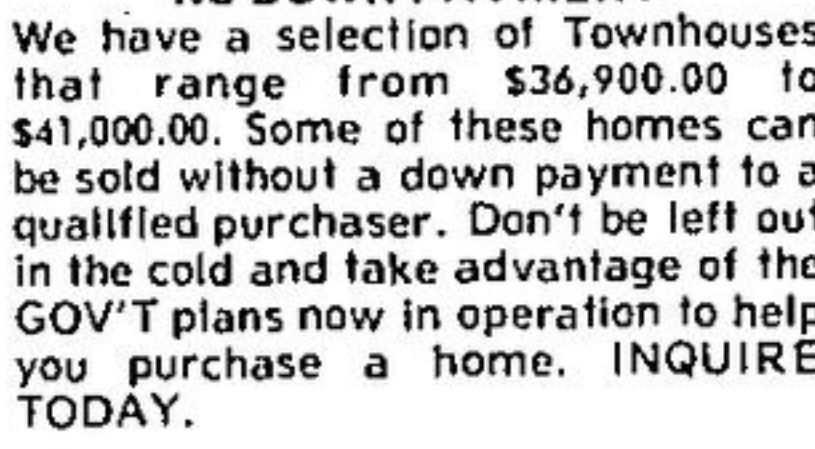 We have a selection of Townhouses
that range from $36,900.00 to
$41,000.00. Some of these homes can
be sold without a down payment to a
qualified purchaser. Don't be left out
in the cold and take advantage of the
GOV'T plans now in operation to help
you purchase a home. INQUIRE
TODAY.